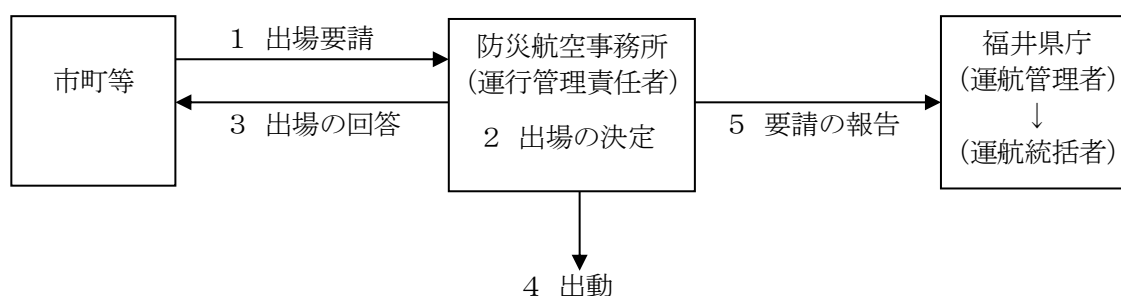 市町等
1 出場要請
3 出場の回答
防災航空事務所
(運行管理責任者)
2 出場の決定
4 出動
5 要請の報告
福井県庁
(運航管理者)
↓
(運航統括者)